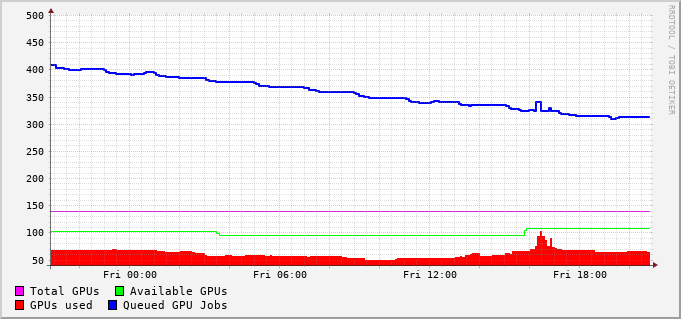 500
450
400
350
300
250
200
150
100
50
Fri 00:00 Fri 06:00 Fri 12:00 Fri 18:00
Total GPUs Available GPUs
GPUs used Queued GPU Jobs
RRDTOOL / TOBI OETIKER